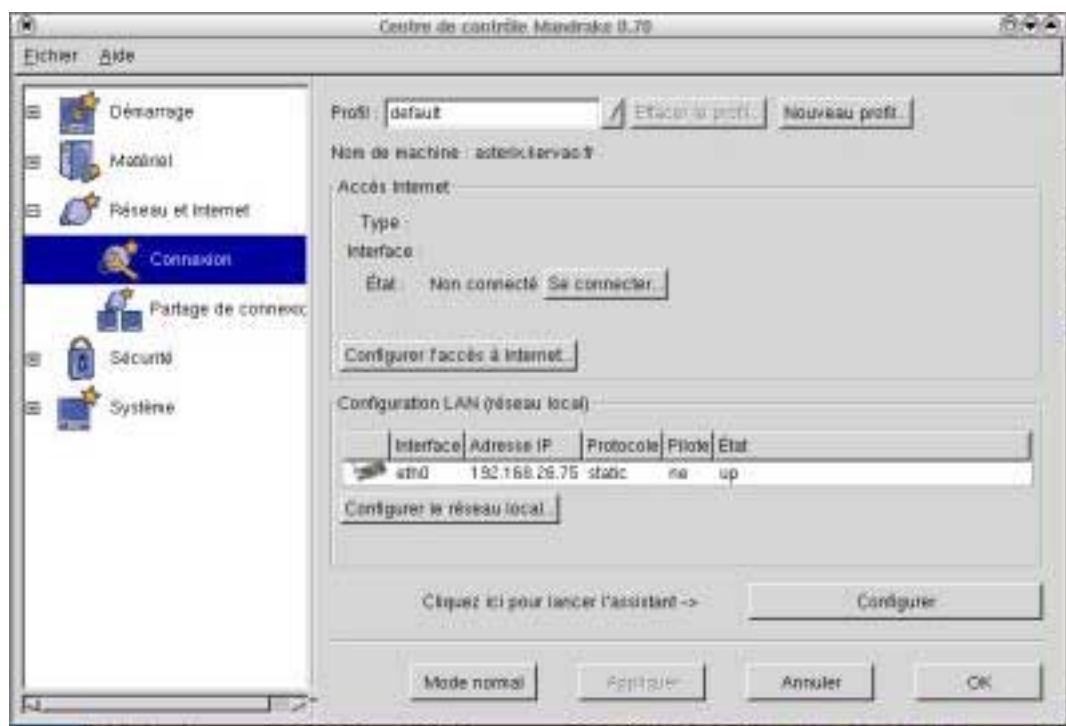 Centre de contrôle Mandrake 0.70
Fichier Aide
Démarrage
Matériel
Réseau et Internet
Connexion
Partage de connexic
Sécurité
Système
Profil : default Effacer le profil... Nouveau profil...
Nom de machine : asterix.kervao.fr
Accès Internet
Type :
Interface :
État : Non connecté Se connecter...
Configurer l'accès à Internet...
Configuration LAN (réseau local)
Interface Adresse IP Protocole Pilote État
eth0 192.168.26.75 static ne up
Configurer le réseau local...
Cliquez ici pour lancer l'assistant -> Configurer
Mode normal Appliquer Annuler OK